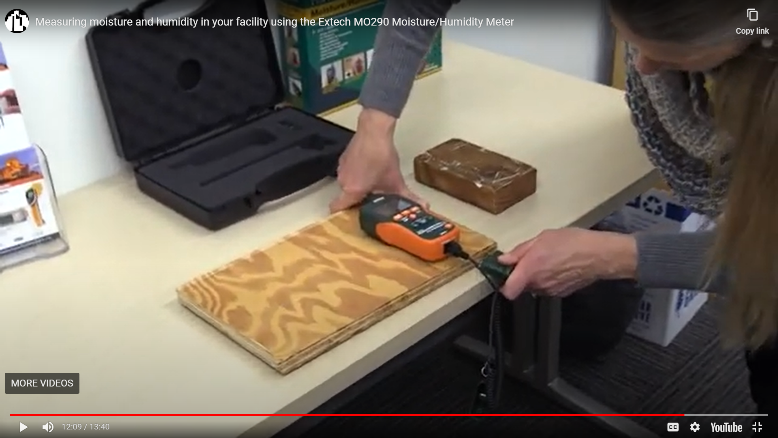 Measuring moisture and humidity in your facility using the Extech MO290 Moisture/Humidity Meter
Copy link
MORE VIDEOS
12:09 / 13:40
CC
YouTube